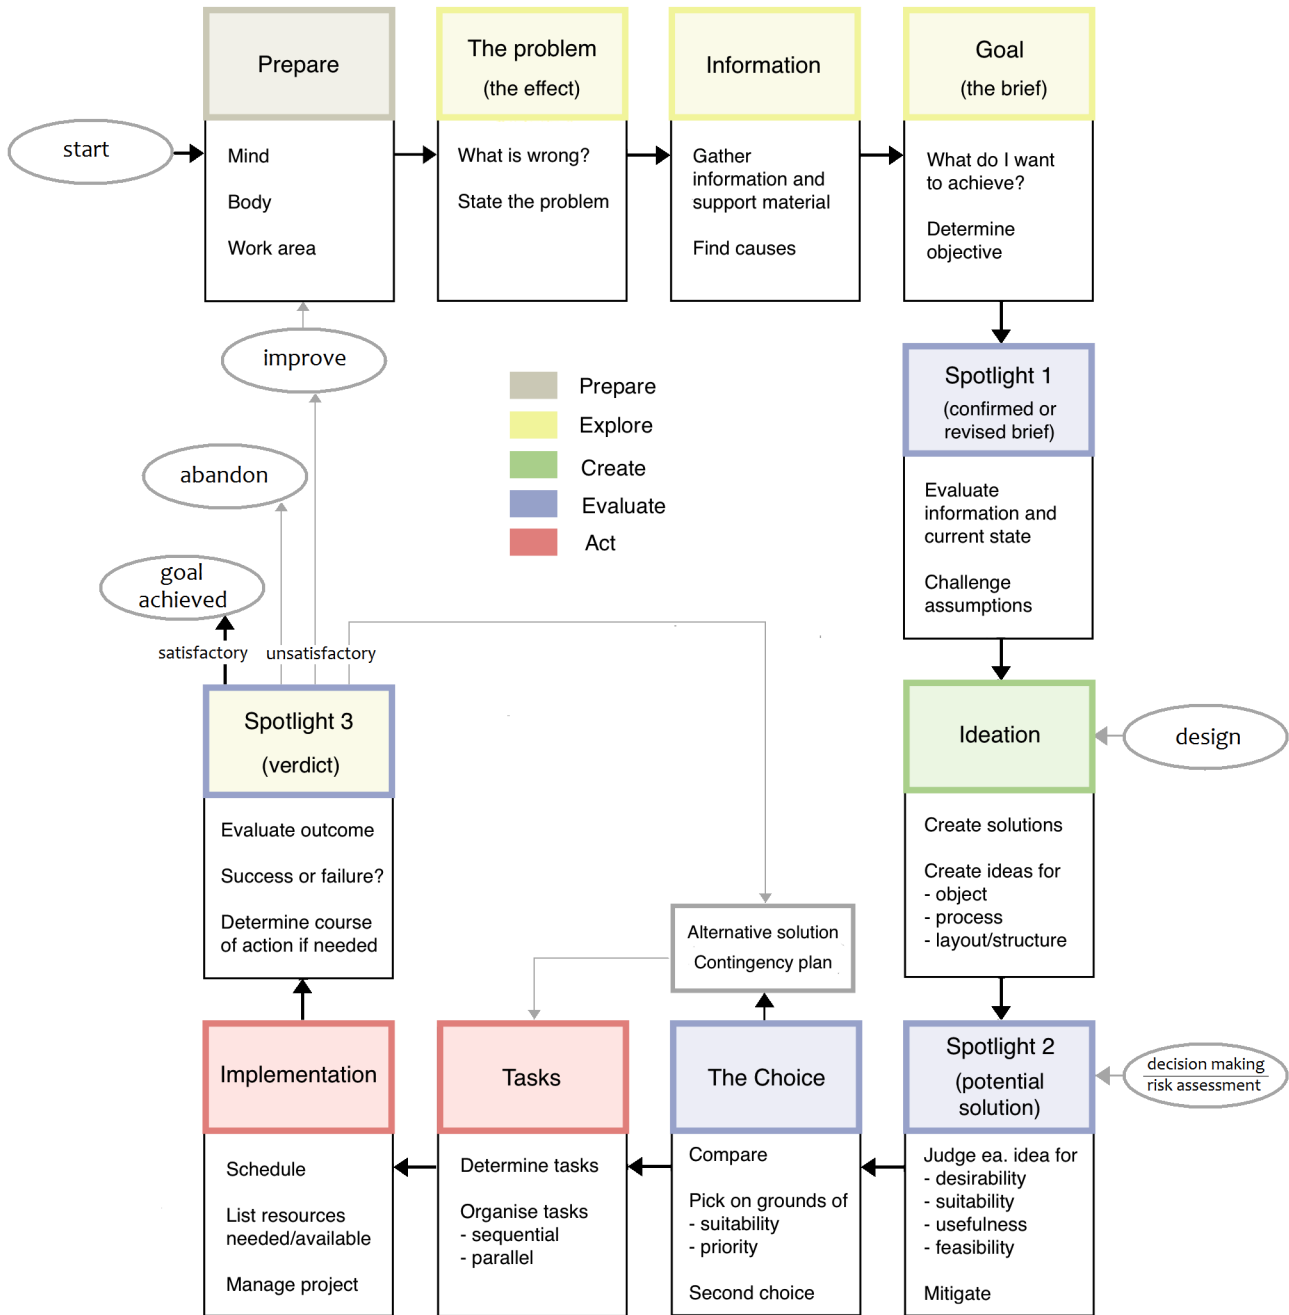 Prepare
The problem
(the effect)
Information
Goal
(the brief)
start
Mind
Body
Work area
What is wrong?
State the problem
Gather
information and
support material
Find causes
What do I want
to achieve?
Determine
objective
improve
abandon
goal
achieved
satisfactory
unsatisfactory
Prepare
Explore
Create
Evaluate
Act
Spotlight 1
(confirmed or
revised brief)
Evaluate
information and
current state
Challenge
assumptions
Spotlight 3
(verdict)
Evaluate outcome
Success or failure?
Determine course
of action if needed
Ideation
design
Create solutions
Create ideas for
- object
- process
- layout/structure
Alternative solution
Contingency plan
Implementation
Schedule
List resources
needed/available
Manage project
Tasks
Determine tasks
Organise tasks
- sequential
- parallel
The Choice
Compare
Pick on grounds of
- suitability
- priority
Second choice
Spotlight 2
(potential
solution)
decision making
risk assessment
Judge ea. idea for
- desirability
- suitability
- usefulness
- feasibility
Mitigate